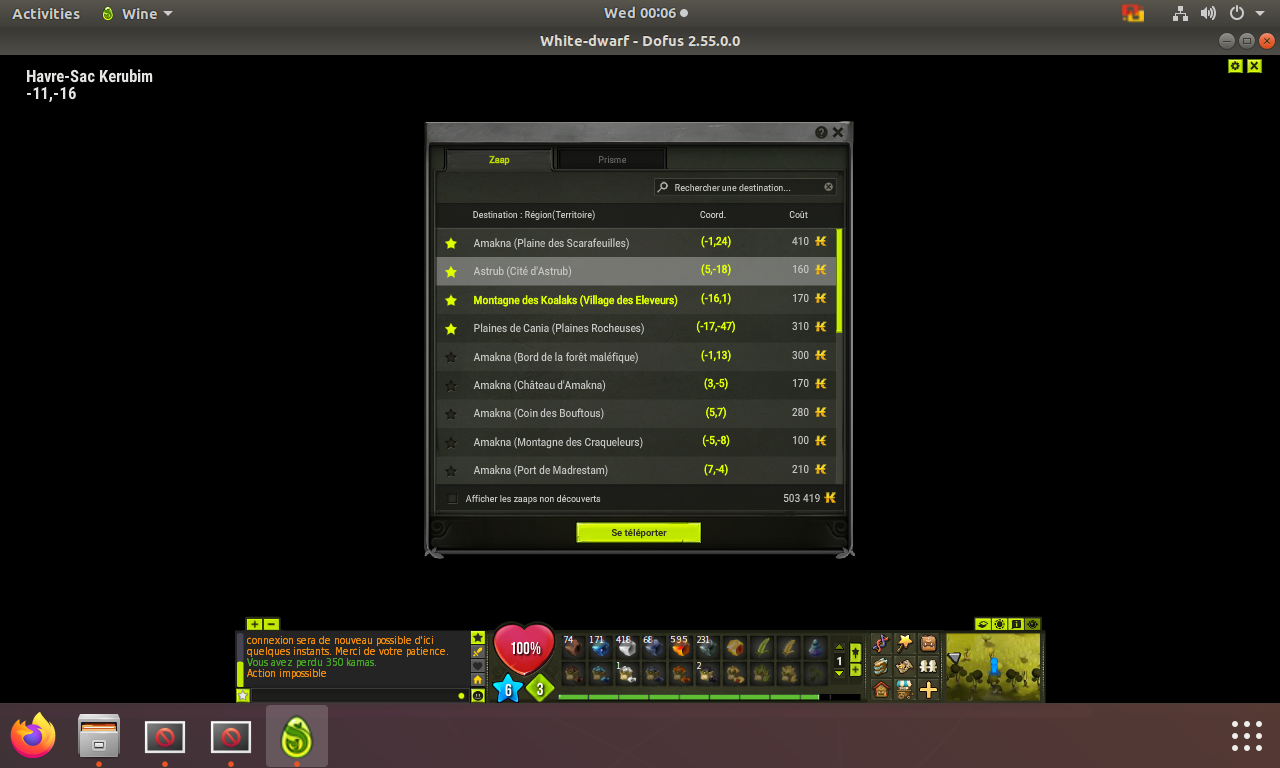 Activities Wine Wed 00:06
White-dwarf - Dofus 2.55.0.0
Havre-Sac Kerubim
-11,-16
Zaap Prisme
Rechercher une destination...
Destination : Région(Territoire) Coord. Coût
Amakna (Plaine des Scarafeuilles) (-1,24) 410
Astrub (Cité d'Astrub) (5,-18) 160
Montagne des Koalaks (Village des Eleveurs) (-16,1) 170
Plaines de Cania (Plaines Rocheuses) (-17,-47) 310
Amakna (Bord de la forêt maléfique) (-1,13) 300
Amakna (Château d'Amakna) (3,-5) 170
Amakna (Coin des Bouftous) (5,7) 280
Amakna (Montagne des Craqueleurs) (-5,-8) 100
Amakna (Port de Madrestam) (7,-4) 210
Afficher les zaaps non découverts 503 419
Se téléporter
connexion sera de nouveau possible d'ici
quelques instants. Merci de votre patience.
Vous avez perdu 350 kamas.
Action impossible
100%
6 3
74 171 418 68 595 231
1 2
1